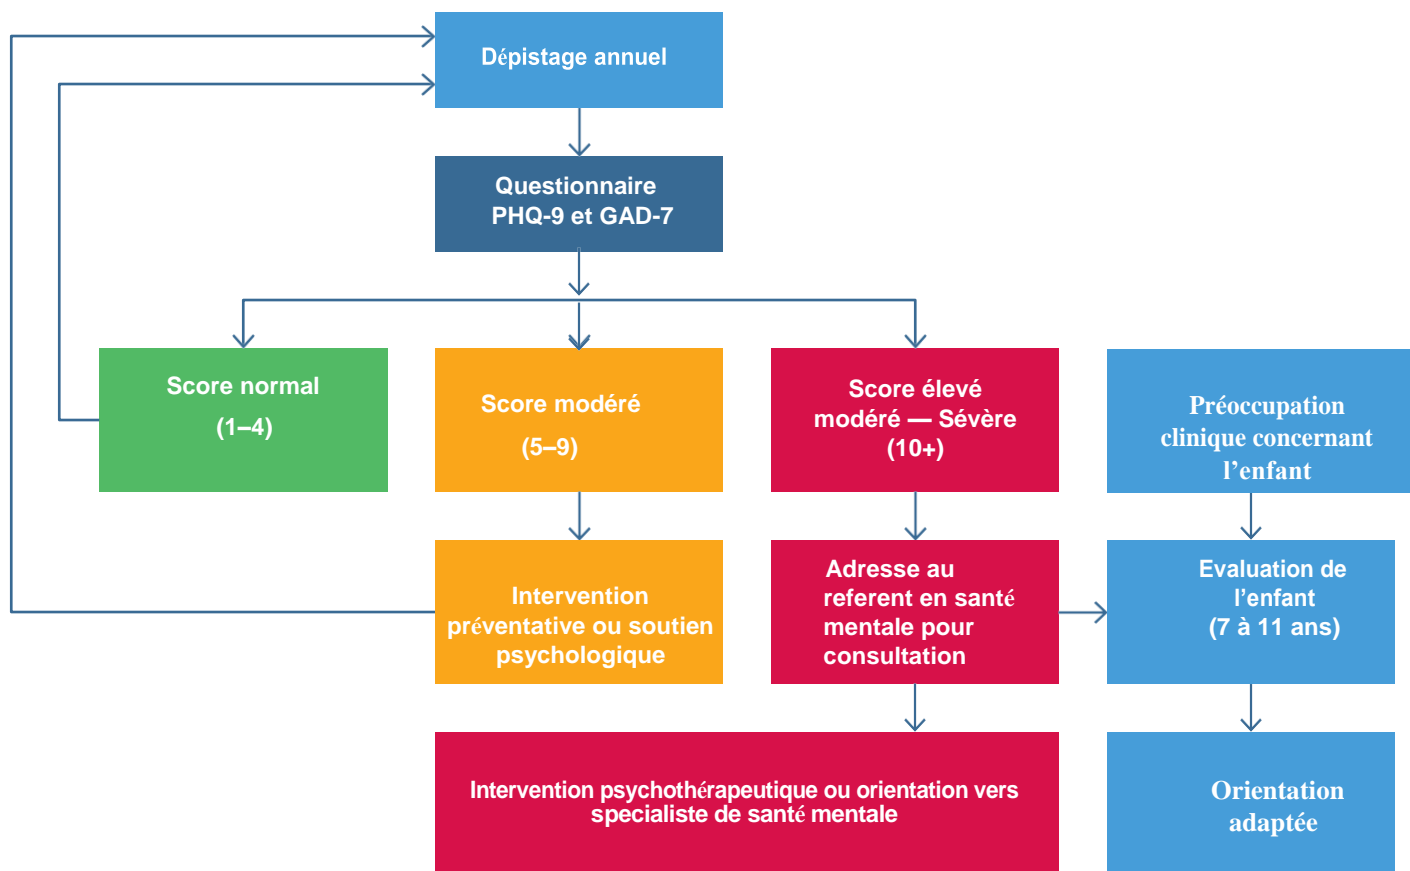 Dépistage annuel
Questionnaire
PHQ-9 et GAD-7
Score normal
(1–4)
Score modéré
(5–9)
Score élevé
modéré — Sévère
(10+)
Préoccupation
clinique concernant
l’enfant
Intervention
préventative ou soutien
psychologique
Adresse au
referent en santé
mentale pour
consultation
Evaluation de
l’enfant
(7 à 11 ans)
Intervention psychothérapeutique ou orientation vers
specialiste de santé mentale
Orientation
adaptée